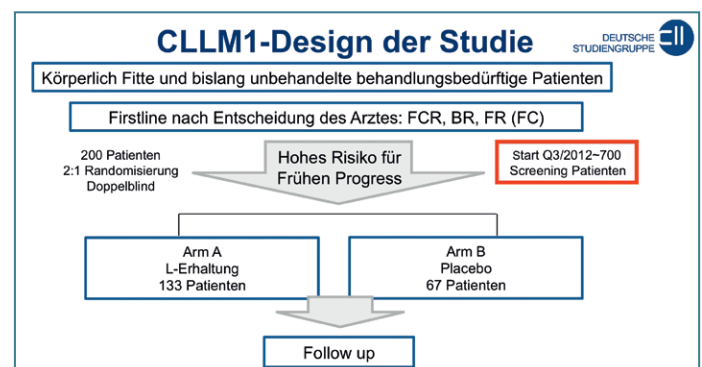 CLLM1-Design der Studie
DEUTSCHE
STUDIENGRUPPE
Körperlich Fitte und bislang unbehandelte behandlungsbedürftige Patienten
Firstline nach Entscheidung des Arztes: FCR, BR, FR (FC)
200 Patienten
2:1 Randomisierung
Doppelblind
Hohes Risiko für
Frühen Progress
Start Q3/2012~700
Screening Patienten
Arm A
L-Erhaltung
133 Patienten
Arm B
Placebo
67 Patienten
Follow up